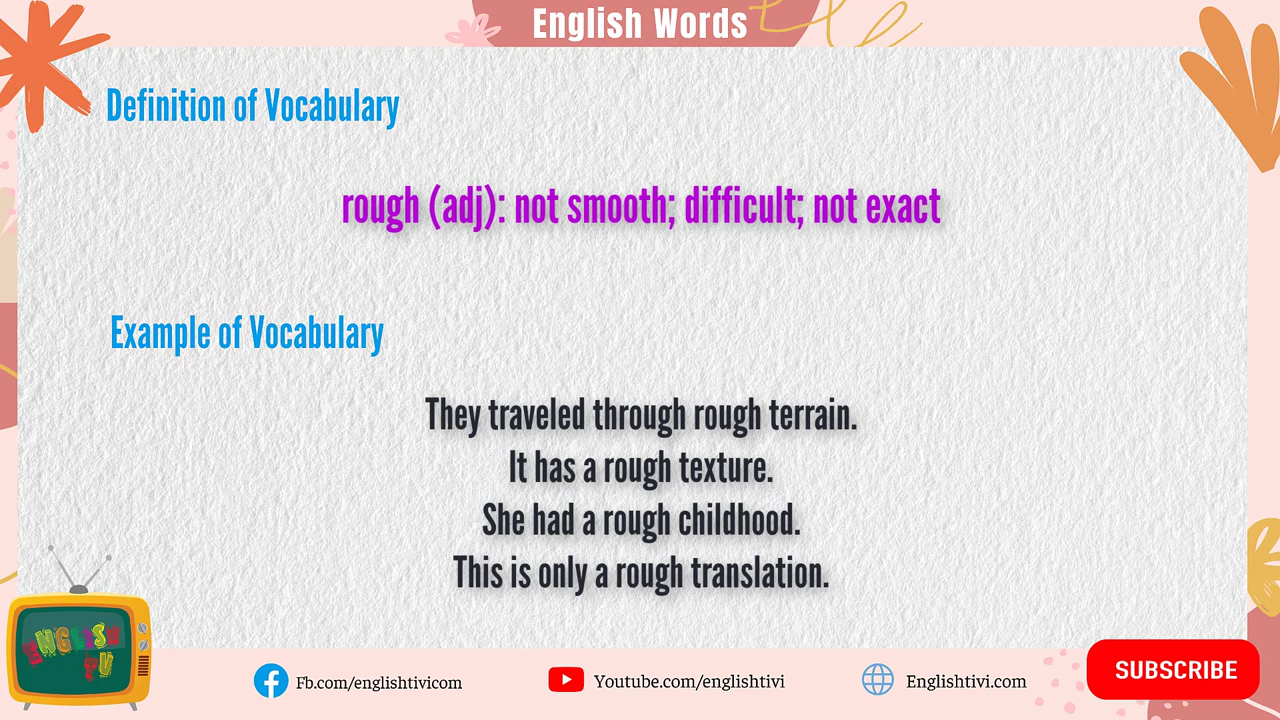 English Words
Definition of Vocabulary
rough (adj): not smooth; difficult; not exact
Example of Vocabulary
They traveled through rough terrain.
It has a rough texture.
She had a rough childhood.
This is only a rough translation.
ENGLISH
TV
Fb.com/englishtivicom
Youtube.com/englishtivi
Englishtivi.com
SUBSCRIBE